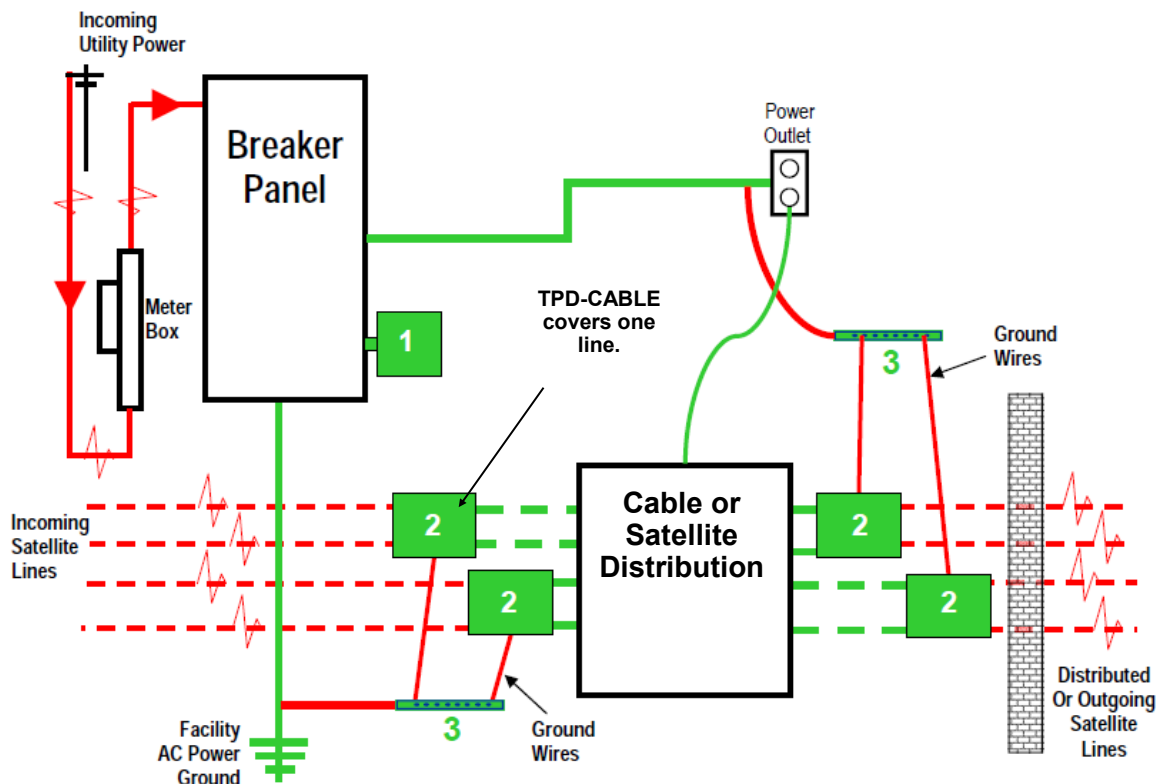 Incoming
Utility Power
Breaker
Panel
Power
Outlet
Meter
Box
1
TPD-CABLE
covers one
line.
3
Ground
Wires
Incoming
Satellite
Lines
2
2
Cable or
Satellite
Distribution
2
2
3
Ground
Wires
Facility
AC Power
Ground
Distributed
Or Outgoing
Satellite
Lines